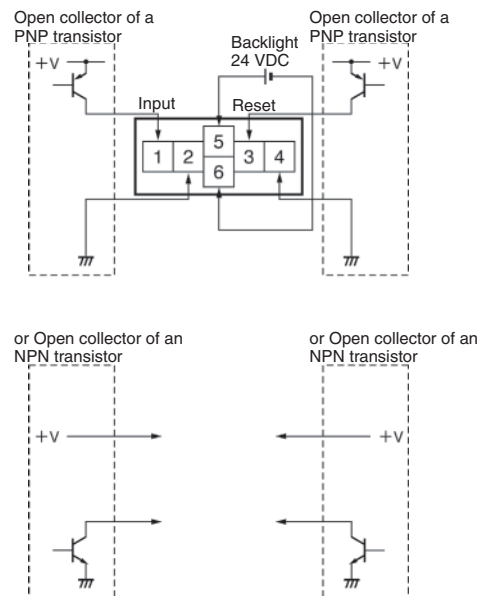 Open collector of a
PNP transistor
Open collector of a
PNP transistor
Backlight
24 VDC
+V
+V
Input
Reset
5
1 2 3 4
6
or Open collector of an
NPN transistor
or Open collector of an
NPN transistor
+V
+V